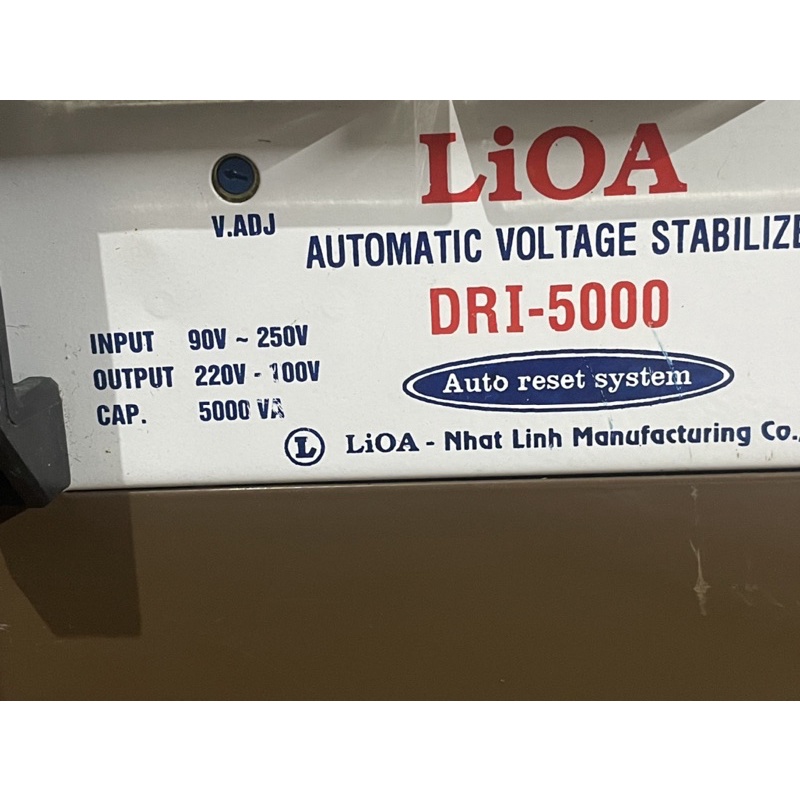 LiOA
V.ADJ
AUTOMATIC VOLTAGE STABILIZE
DRI-5000
INPUT 90V ~ 250V
OUTPUT 220V - 100V
CAP. 5000 VA
Auto reset system
L LiOA - Nhat Linh Manufacturing Co.,